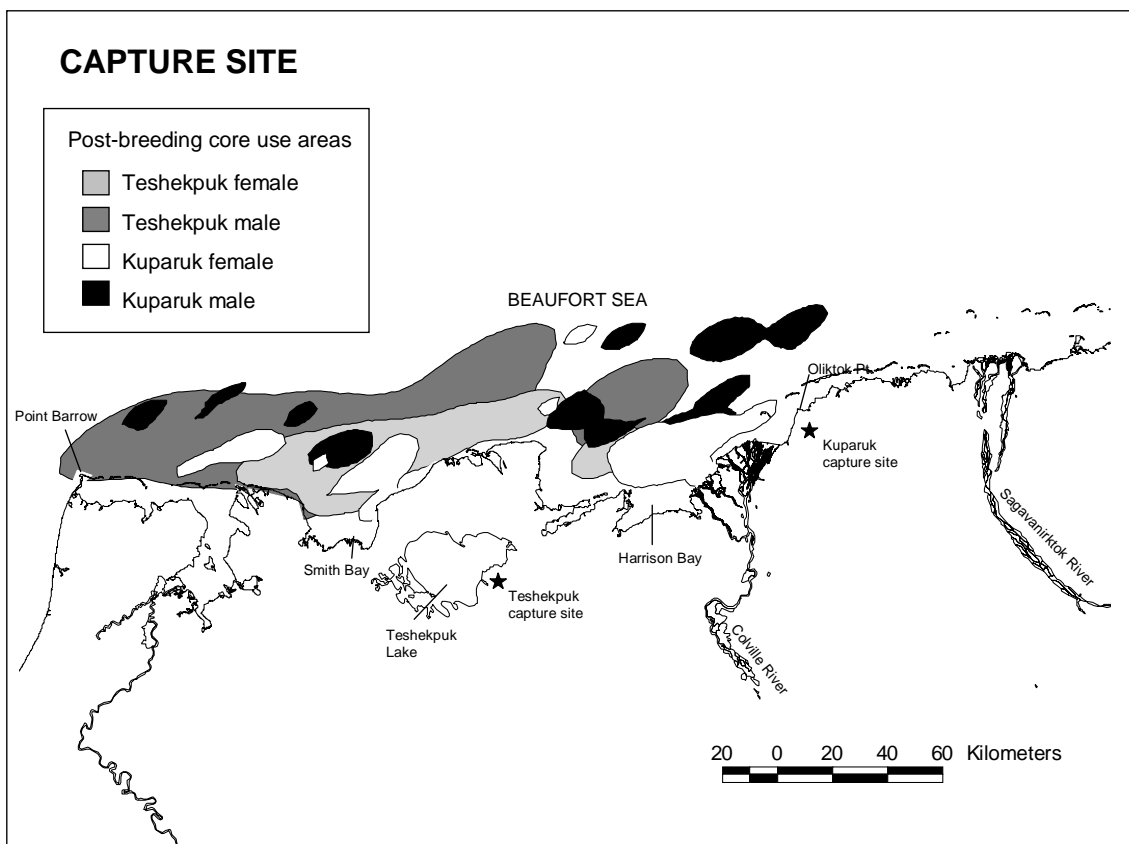 CAPTURE SITE
Post-breeding core use areas
Teshekpuk female
Teshekpuk male
Kuparuk female
Kuparuk male
BEAUFORT SEA
Oliktok Pt.
Point Barrow
Kuparuk
capture site
Sagavanirktok River
Smith Bay
Harrison Bay
Teshekpuk
capture site
Teshekpuk
Lake
Colville River
20 0 20 40 60 Kilometers